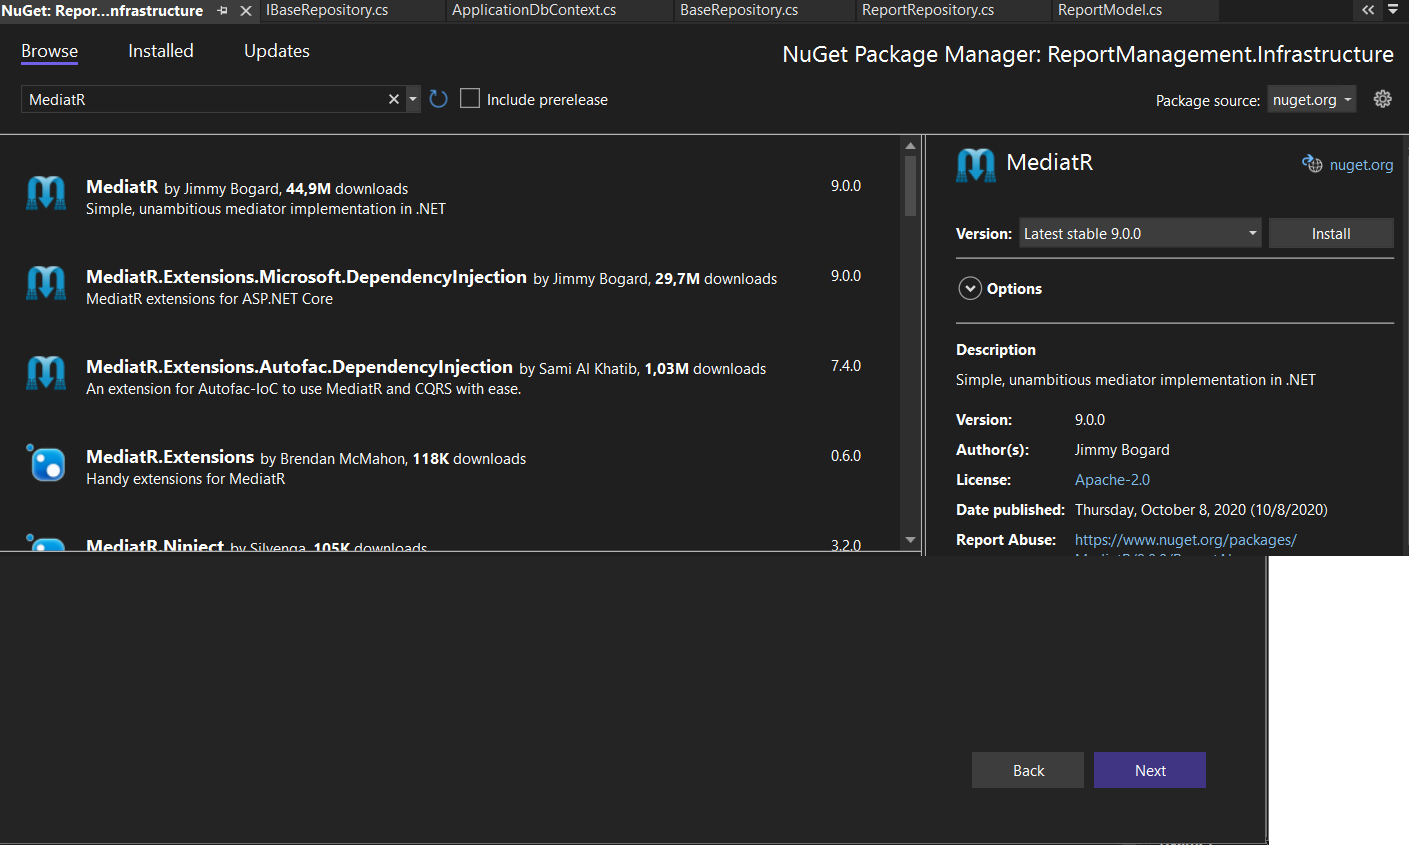 NuGet: Repor...nfrastructure IBaseRepository.cs ApplicationDbContext.cs BaseRepository.cs ReportRepository.cs ReportModel.cs
Browse Installed Updates
NuGet Package Manager: ReportManagement.Infrastructure
MediatR
Include prerelease
Package source: nuget.org
MediatR by Jimmy Bogard, 44,9M downloads 9.0.0
Simple, unambitious mediator implementation in .NET
MediatR.Extensions.Microsoft.DependencyInjection by Jimmy Bogard, 29,7M downloads 9.0.0
MediatR extensions for ASP.NET Core
MediatR.Extensions.Autofac.DependencyInjection by Sami Al Khatib, 1,03M downloads 7.4.0
An extension for Autofac-IoC to use MediatR and CQRS with ease.
MediatR.Extensions by Brendan McMahon, 118K downloads 0.6.0
Handy extensions for MediatR
MediatR.Ninject by Silvenga, 105K downloads 3.2.0
MediatR nuget.org
Version: Latest stable 9.0.0 Install
Options
Description
Simple, unambitious mediator implementation in .NET
Version: 9.0.0
Author(s): Jimmy Bogard
License: Apache-2.0
Date published: Thursday, October 8, 2020 (10/8/2020)
Report Abuse: https://www.nuget.org/packages/
Back Next